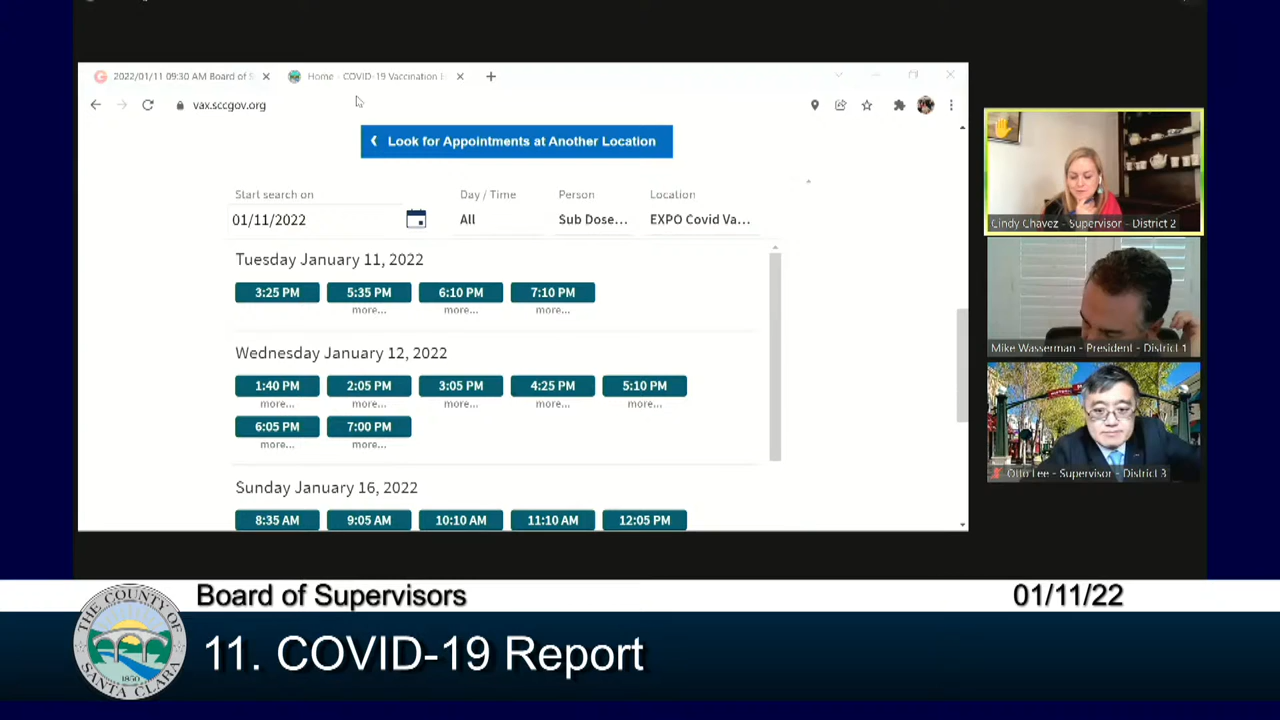 2022/01/11 09:30 AM Board of S
Home - COVID-19 Vaccination
vax.sccgov.org
Look for Appointments at Another Location
Start search on
Day / Time
Person
Location
01/11/2022
All
Sub Dose...
EXPO Covid Va...
Tuesday January 11, 2022
3:25 PM
5:35 PM
6:10 PM
7:10 PM
more...
more...
more...
Wednesday January 12, 2022
1:40 PM
2:05 PM
3:05 PM
4:25 PM
5:10 PM
more...
more...
more...
more...
more...
6:05 PM
7:00 PM
more...
more...
Sunday January 16, 2022
8:35 AM
9:05 AM
10:10 AM
11:10 AM
12:05 PM
Cindy Chavez - Supervisor - District 2
Mike Wasserman - President - District 1
Otto Lee - Supervisor - District 3
Board of Supervisors
01/11/22
THE COUNTY OF
SANTA CLARA
1850
11. COVID-19 Report